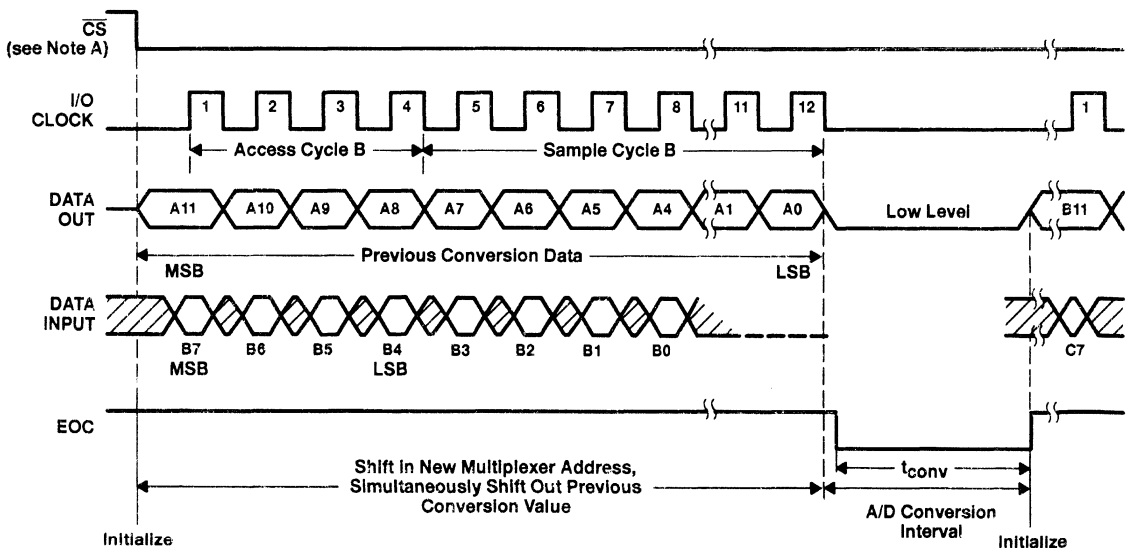 CS
(see Note A)
I/O
CLOCK
1 2 3 4 5 6 7 8 11 12 1
Access Cycle B Sample Cycle B
DATA
OUT
A11 A10 A9 A8 A7 A6 A5 A4 A1 A0 Low Level B11
Previous Conversion Data
MSB LSB
DATA
INPUT
B7 B6 B5 B4 B3 B2 B1 B0 C7
MSB LSB
EOC
Shift in New Multiplexer Address,
Simultaneously Shift Out Previous
Conversion Value
tconv
A/D Conversion
Interval
Initialize Initialize